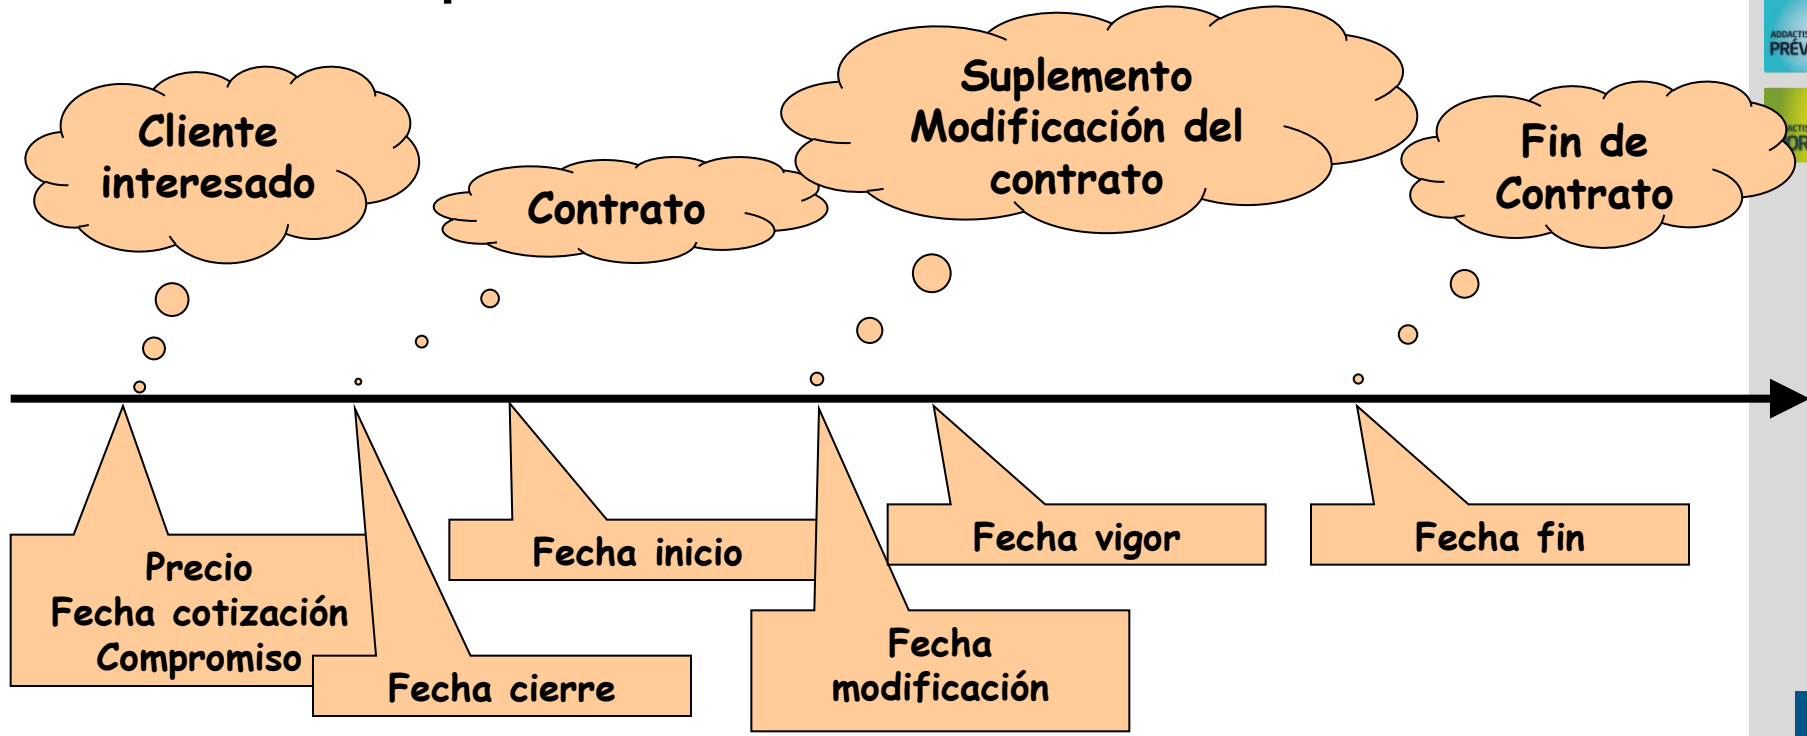 Cliente
interesado
Contrato
Suplemento
Modificación del
contrato
Fin de
Contrato
Precio
Fecha cotización
Compromiso
Fecha cierre
Fecha inicio
Fecha
modificación
Fecha vigor
Fecha fin